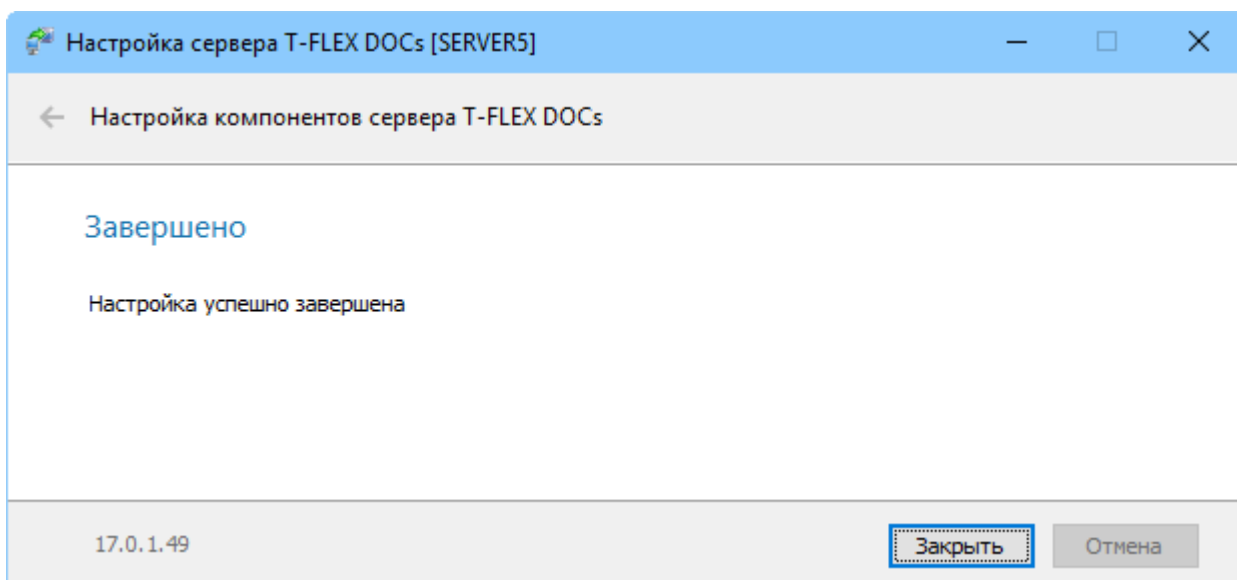 Настройка сервера T-FLEX DOCs [SERVER5]
Настройка компонентов сервера T-FLEX DOCs
Завершено
Настройка успешно завершена
17.0.1.49
Закрыть
Отмена